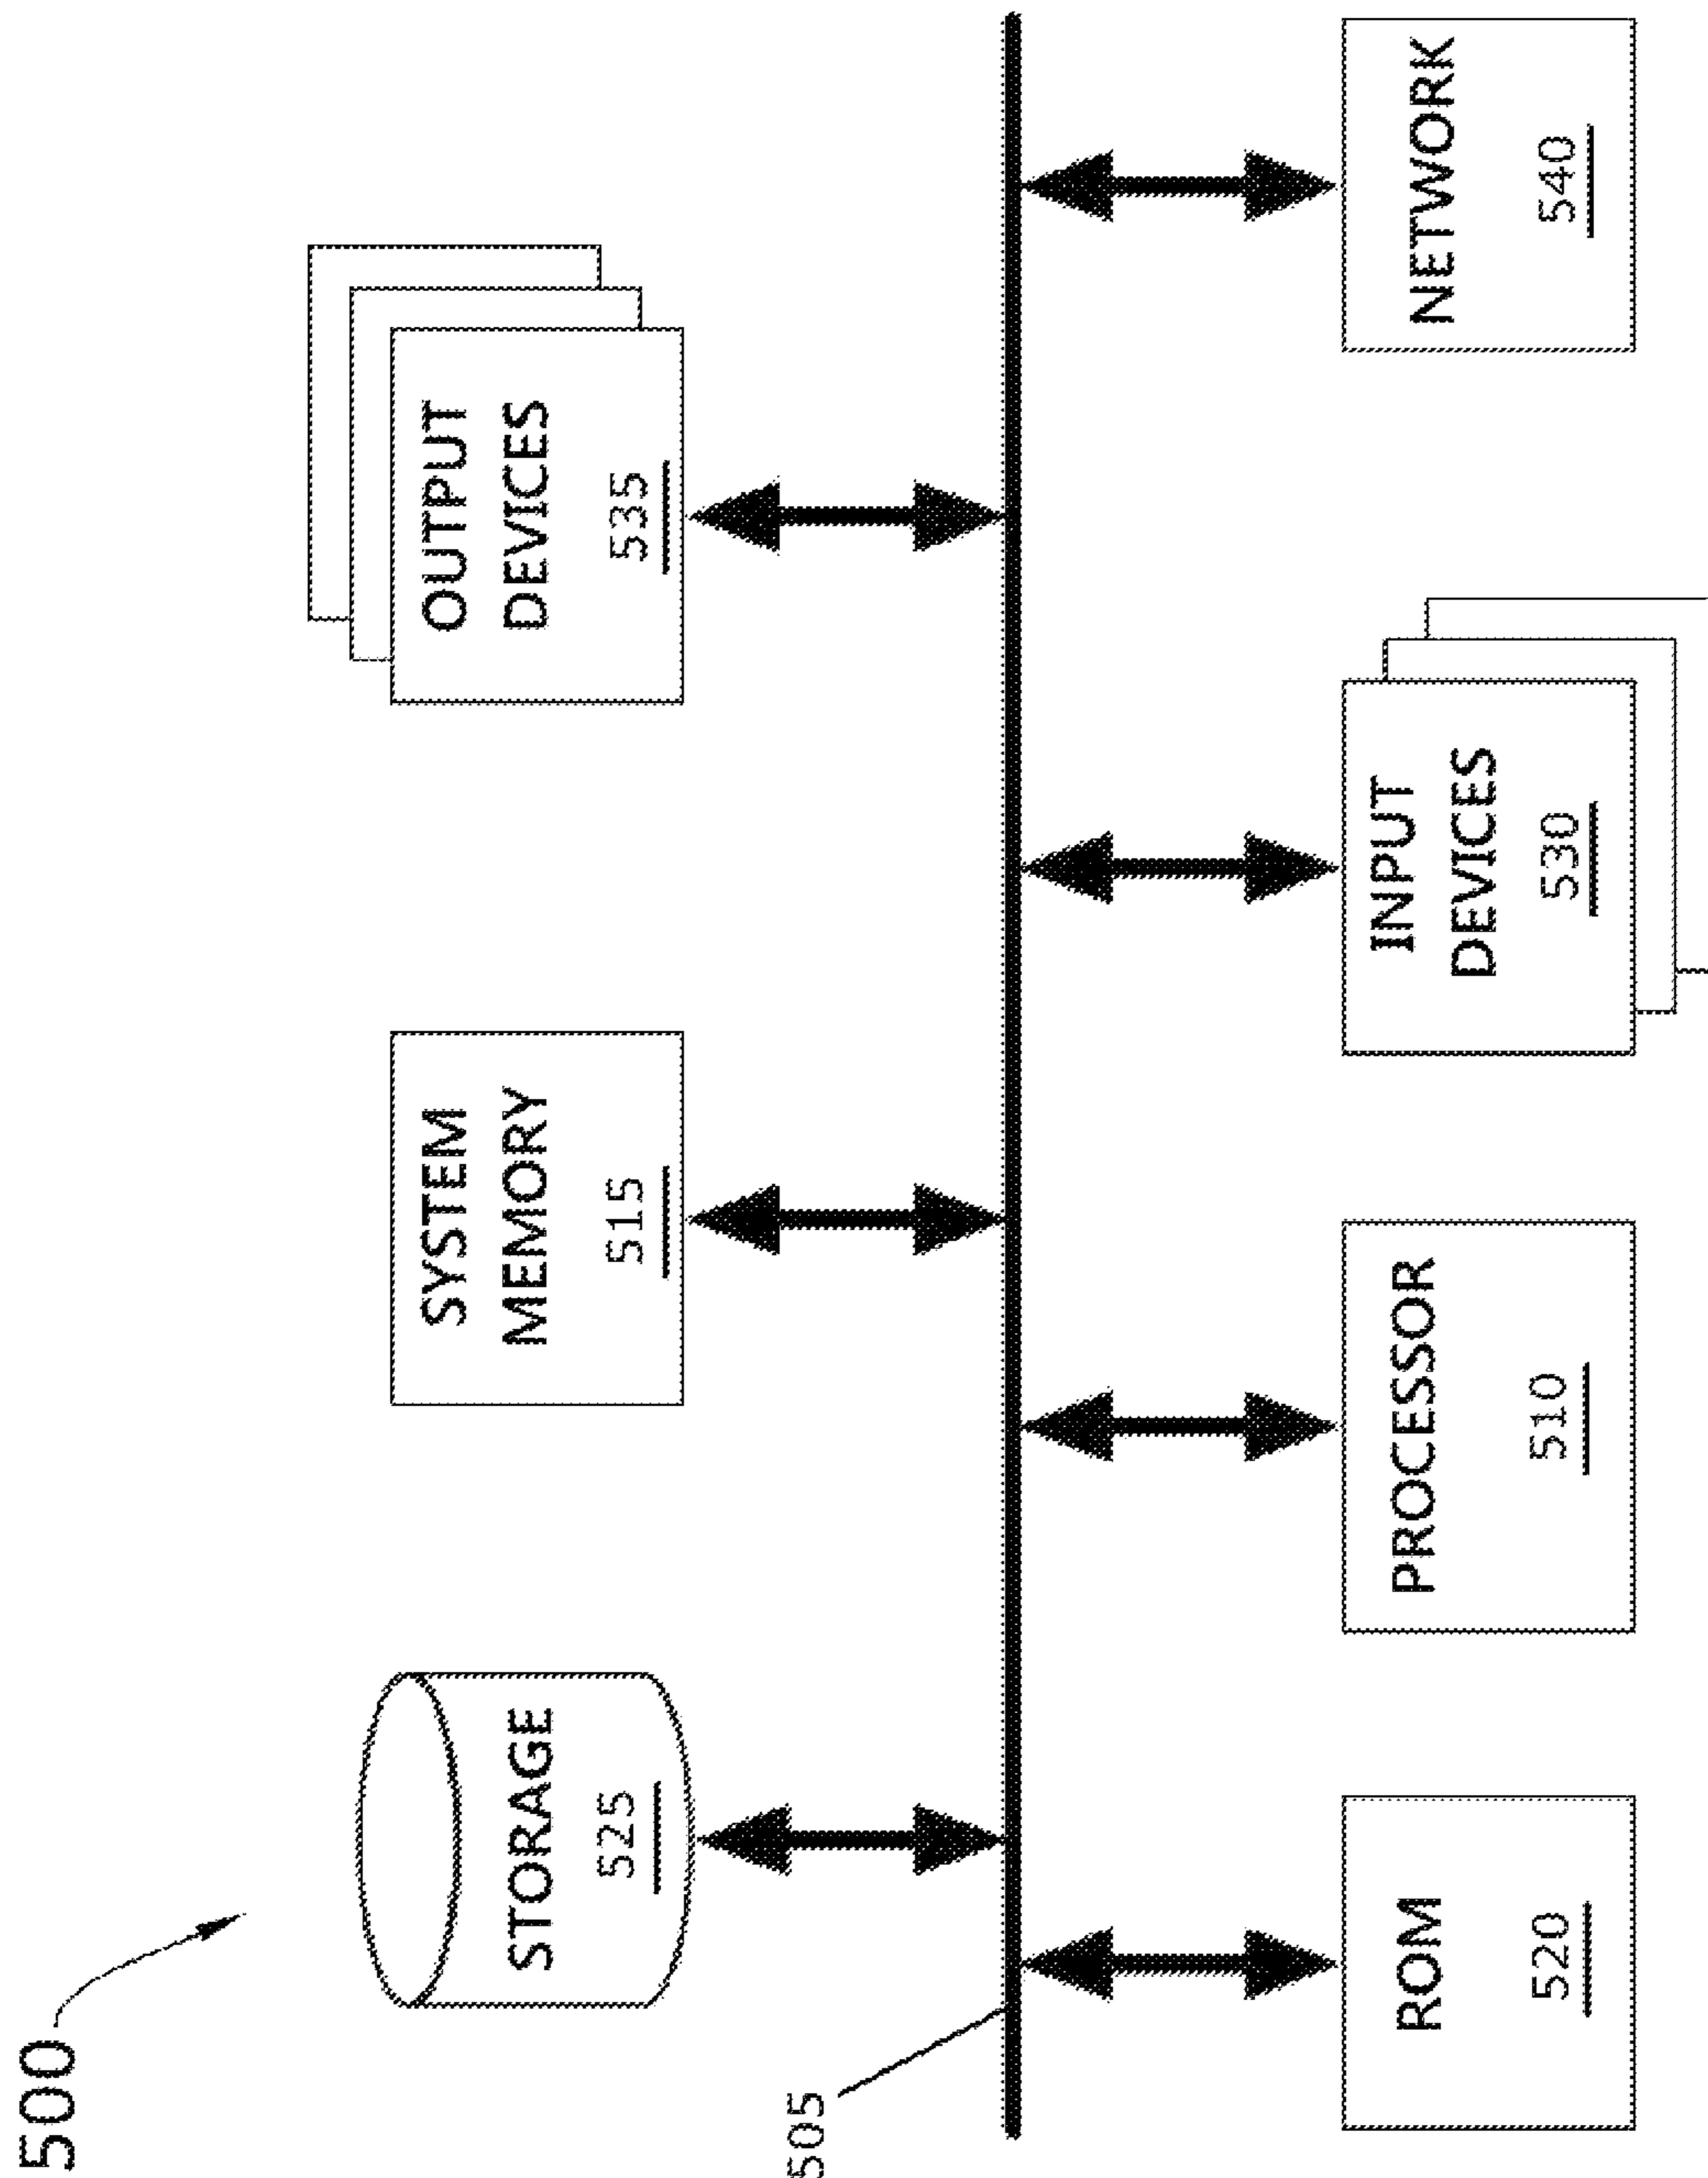 500
STORAGE
525
SYSTEM
MEMORY
515
OUTPUT
DEVICES
535
505
ROM
520
PROCESSOR
510
INPUT
DEVICES
530
NETWORK
540